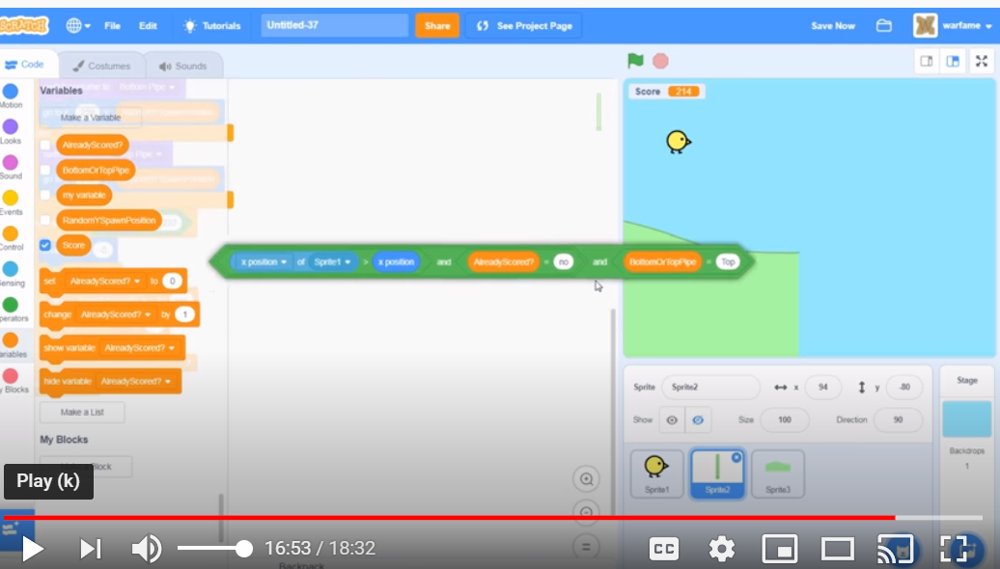 SCRATCH File Edit Tutorials Untitled-37 Share See Project Page Save Now warfame
Code Costumes Sounds
Variables
Make a Variable
AlreadyScored?
BottomOrTopPipe
my variable
RandomYSpawnPosition
Score
set AlreadyScored? to 0
change AlreadyScored? by 1
show variable AlreadyScored?
hide variable AlreadyScored?
Make a List
My Blocks
Motion
Looks
Sound
Events
Control
Sensing
Operators
Variables
My Blocks
x position of Sprite1 > x position and AlreadyScored? = no and BottomOrTopPipe = Top
Score 214
Sprite Sprite2 x 94 y -80
Show Size 100 Direction 90
Sprite1 Sprite2 Sprite3
Stage
Backdrops
1
Play (k)
16:53 / 18:32
CC
Backpack